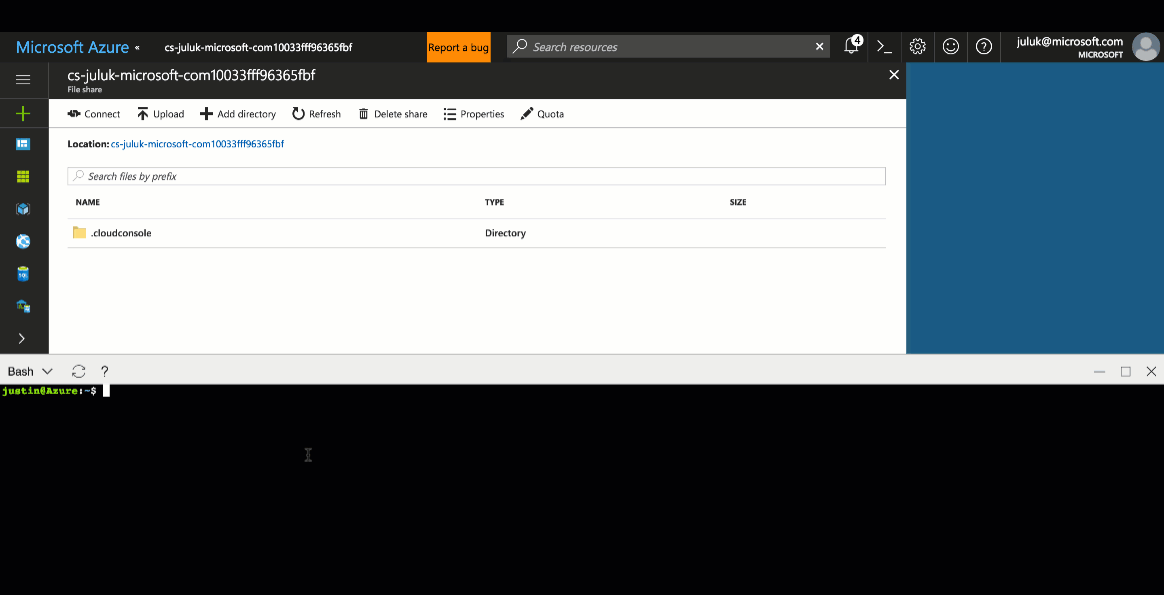 Microsoft Azure « cs-juluk-microsoft-com10033fff96365fbf Report a bug Search resources 4 juluk@microsoft.com
MICROSOFT
cs-juluk-microsoft-com10033fff96365fbf
File share
Connect Upload Add directory Refresh Delete share Properties Quota
Location: cs-juluk-microsoft-com10033fff96365fbf
Search files by prefix
NAME TYPE SIZE
.cloudconsole Directory
SQL
Bash ?
justin@Azure:~$